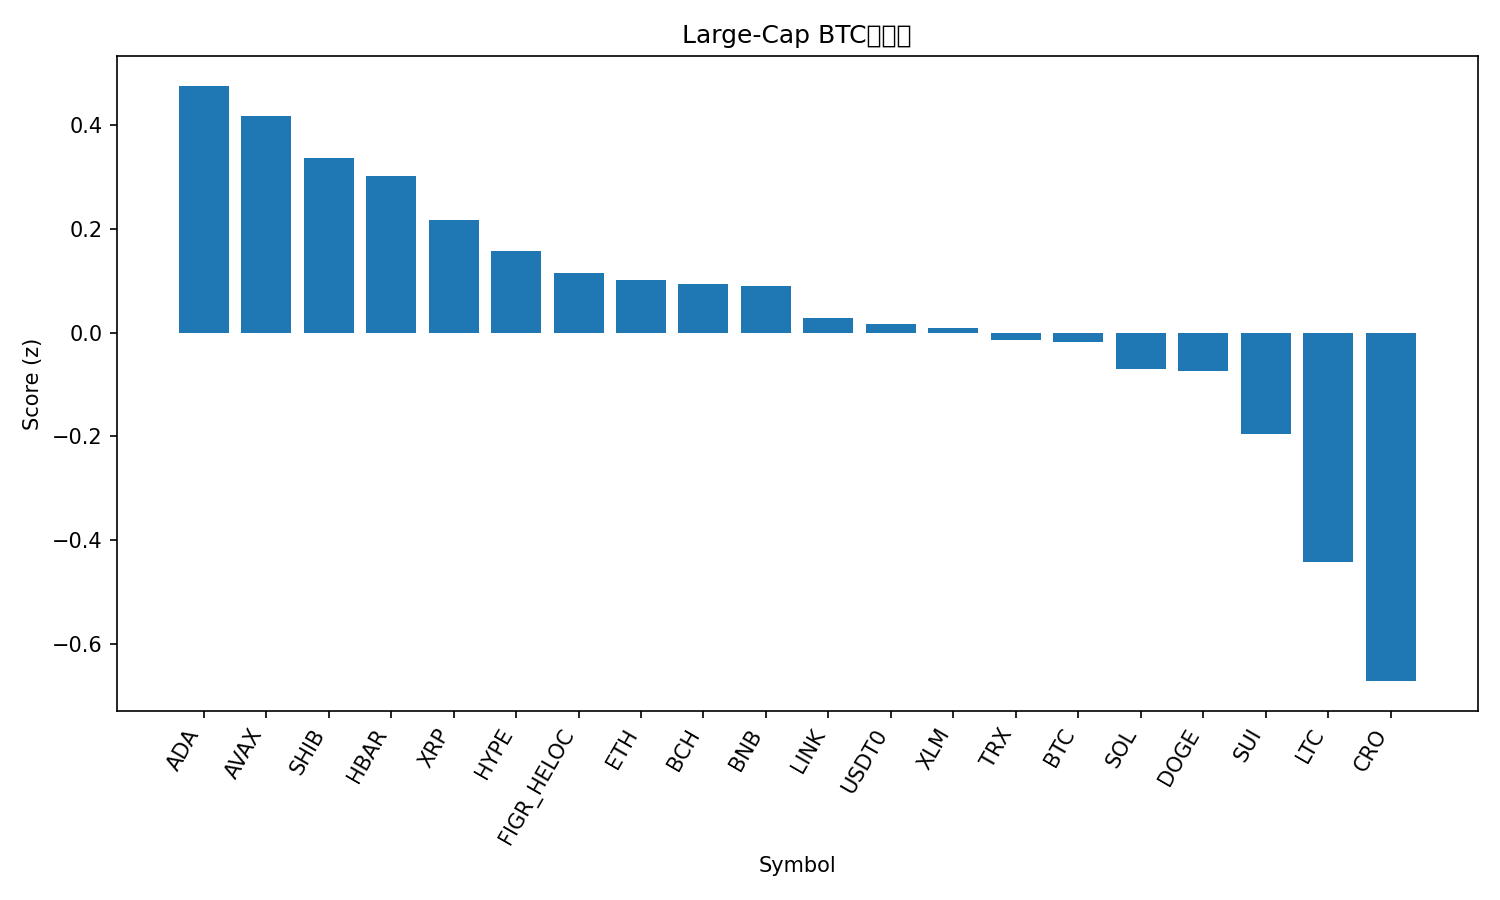 Large-Cap BTC
0.4
0.2
0.0
−0.2
−0.4
−0.6
Score (z)
ADA
AVAX
SHIB
HBAR
XRP
HYPE
FIGR_HELOC
ETH
BCH
BNB
LINK
USDT0
XLM
TRX
BTC
SOL
DOGE
SUI
LTC
CRO
Symbol